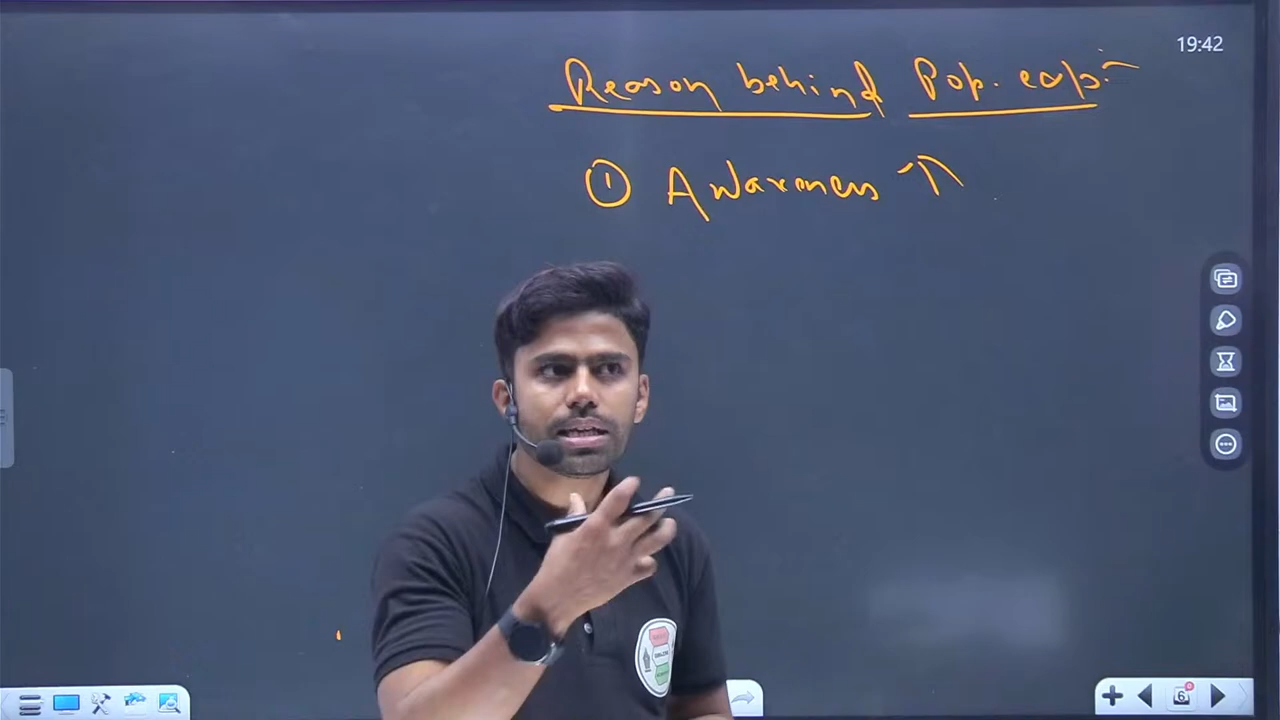 19:42
Reason behind Pop. exp:-
① Awareness ↑
6